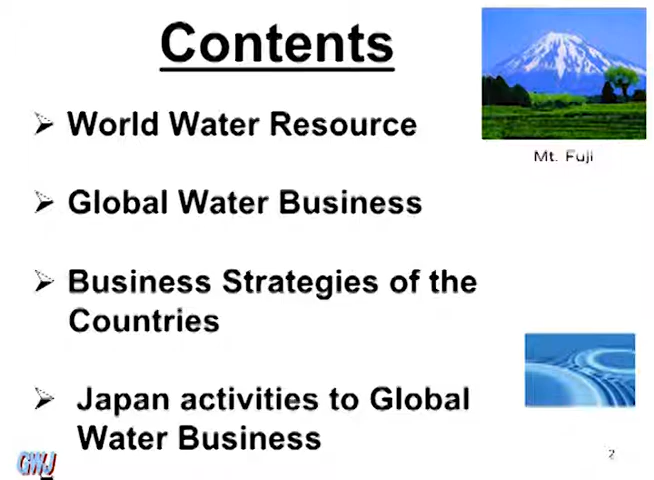 Contents
Mt. Fuji
World Water Resource
Global Water Business
Business Strategies of the
Countries
Japan activities to Global
Water Business
GWJ
2